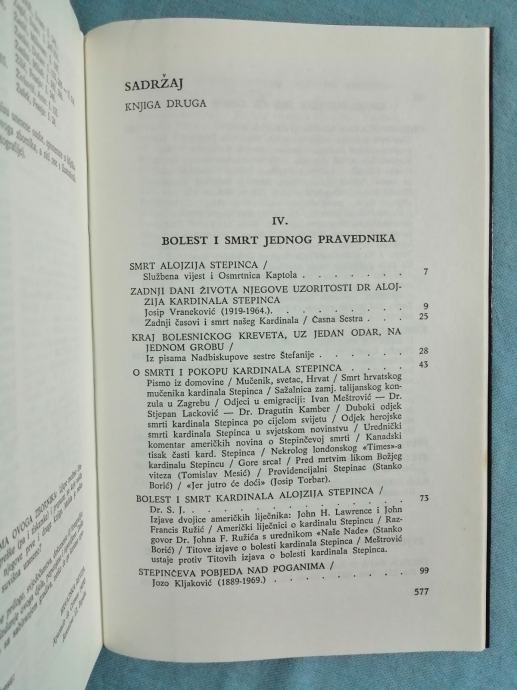 SADRŽAJ
KNJIGA DRUGA
IV.
BOLEST I SMRT JEDNOG PRAVEDNIKA
SMRT ALOJZIJA STEPINCA /
Službena vijest i Osmrtnica Kaptola . . . . . . . 7
ZADNJI DANI ŽIVOTA NJEGOVE UZORITOSTI DR ALOJ-
ZIJA KARDINALA STEPINCA
Josip Vraneković (1919-1964.) . . . . . . . . 9
Zadnji časovi i smrt našeg Kardinala / Časna Sestra . . 25
KRAJ BOLESNIČKOG KREVETA, UZ JEDAN ODAR, NA
JEDNOM GROBU /
Iz pisama Nadbiskupove sestre Štefanije . . . . . . 28
O SMRTI I POKOPU KARDINALA STEPINCA . . . . 43
Pismo iz domovine / Mučenik, svetac, Hrvat / Smrt hrvatskog
mučenika kardinala Stepinca / Sažalnica zamj. talijanskog kon-
zula u Zagrebu / Odjeci u emigraciji: Ivan Meštrović — Dr.
Stjepan Lacković — Dr. Dragutin Kamber / Duboki odjek
smrti kardinala Stepinca po cijelom svijetu / Odjek herojske
smrti kardinala Stepinca u svjetskom novinstvu / Urednički
komentar američkih novina o Stepinčevoj smrti / Kanadski
tisak časti kard. Stepinca / Nekrolog londonskog «Times»-a
kardinalu Stepincu / Gore srca! / Pred mrtvim likom Božjeg
viteza (Tomislav Mesić) / Providencijalni Stepinac (Stanko
Borić) / «Jer jutro će doći» (Josip Torbar).
BOLEST I SMRT KARDINALA ALOJZIJA STEPINCA / 73
Dr. S. J.
Izjave dvojice američkih liječnika: John H. Lawrence i John
Francis Ružić / Američki liječnici o kardinalu Stepincu / Raz-
govor Dr. Johna F. Ružića s urednikom «Naše Nade» (Stanko
Borić) / Titove izjave o bolesti kardinala Stepinca / Meštrović
ustaje protiv Titovih izjava o bolesti kardinala Stepinca.
STEPINČEVA POBJEDA NAD POGANIMA / . . . . 99
Jozo Kljaković (1889-1969.)
577